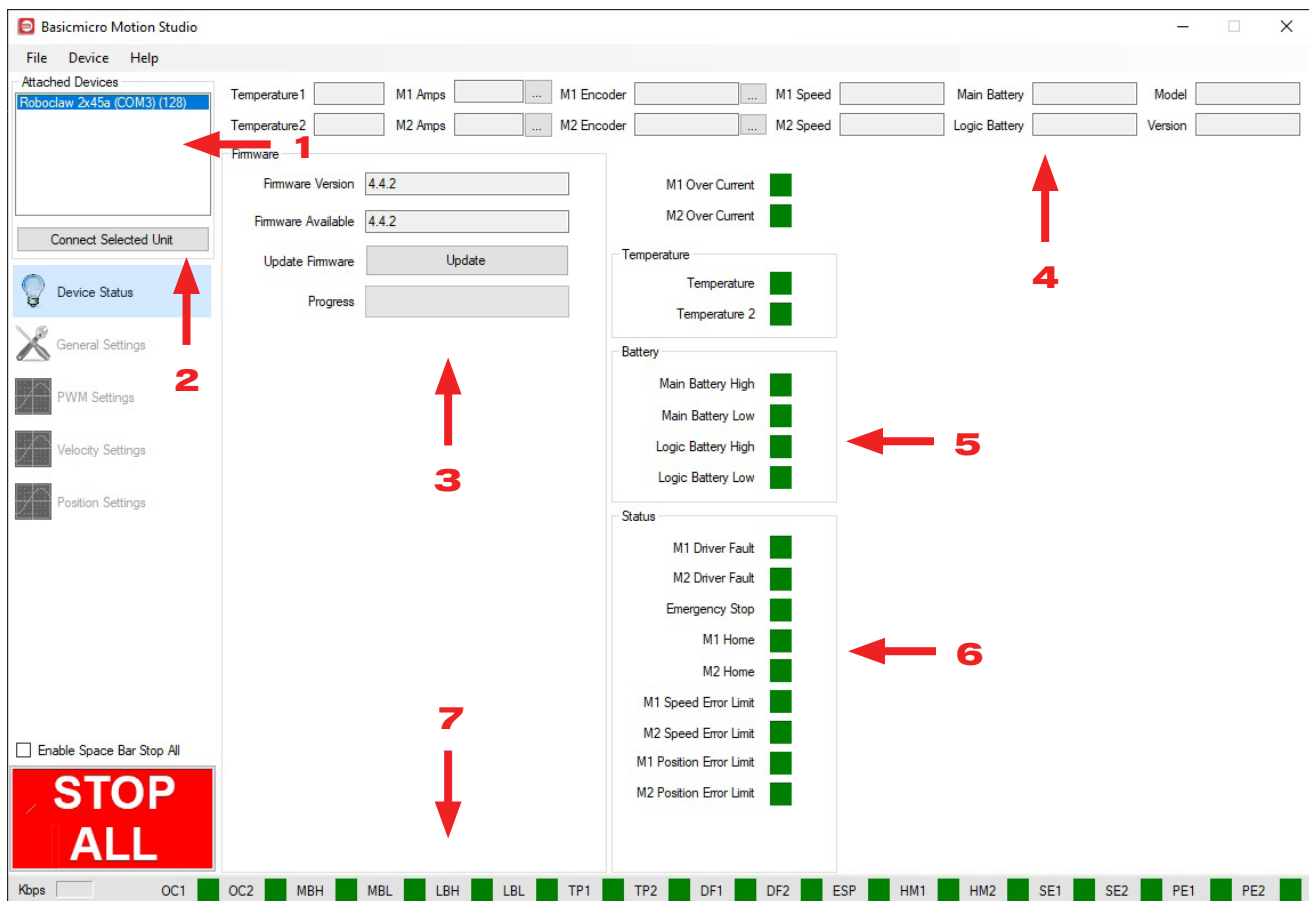 Basicmicro Motion Studio
File Device Help
Attached Devices
Roboclaw 2x45a (COM3) (128)
Temperature1 M1 Amps ... M1 Encoder ... M1 Speed Main Battery Model
Temperature2 M2 Amps ... M2 Encoder ... M2 Speed Logic Battery Version
1
Firmware
Firmware Version 4.4.2
Firmware Available 4.4.2
Update Firmware Update
Progress
Connect Selected Unit
Device Status
General Settings
PWM Settings
Velocity Settings
Position Settings
2
3
4
M1 Over Current
M2 Over Current
Temperature
Temperature
Temperature 2
Battery
Main Battery High
Main Battery Low
Logic Battery High
Logic Battery Low
5
Status
M1 Driver Fault
M2 Driver Fault
Emergency Stop
M1 Home
M2 Home
M1 Speed Error Limit
M2 Speed Error Limit
M1 Position Error Limit
M2 Position Error Limit
6
7
Enable Space Bar Stop All
STOP
ALL
Kbps OC1 OC2 MBH MBL LBH LBL TP1 TP2 DF1 DF2 ESP HM1 HM2 SE1 SE2 PE1 PE2